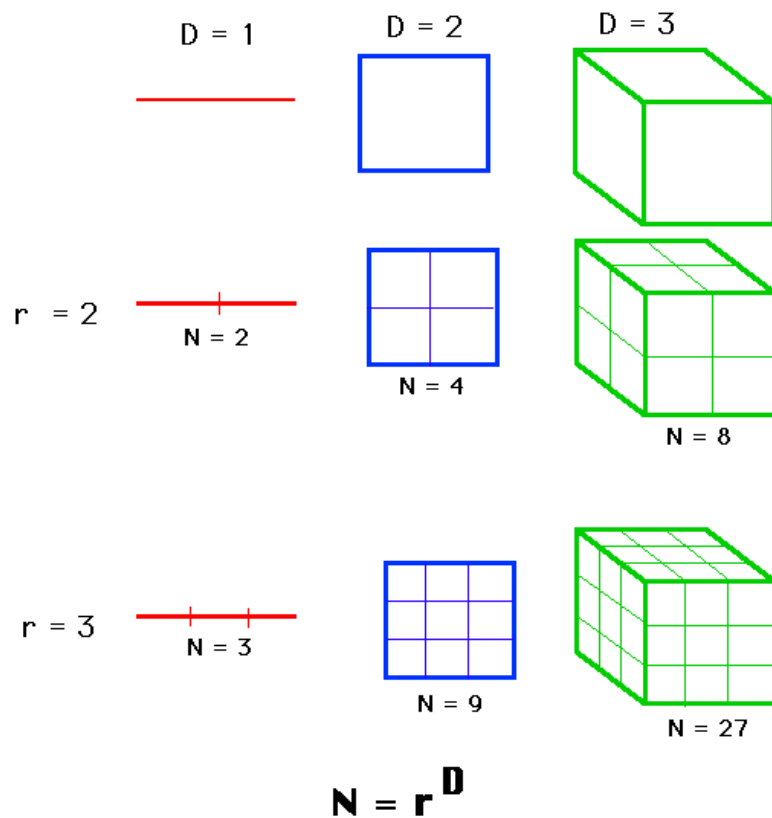 D = 1
D = 2
D = 3
r = 2
N = 2
N = 4
N = 8
r = 3
N = 3
N = 9
N = 27
N = r^D